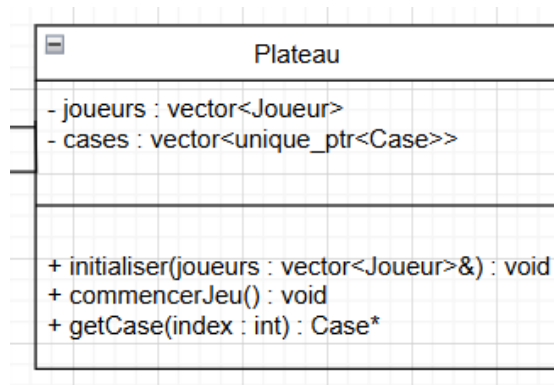 Plateau
- joueurs : vector<Joueur>
- cases : vector<unique_ptr<Case>>
+ initialiser(joueurs : vector<Joueur>&) : void
+ commencerJeu() : void
+ getCase(index : int) : Case*